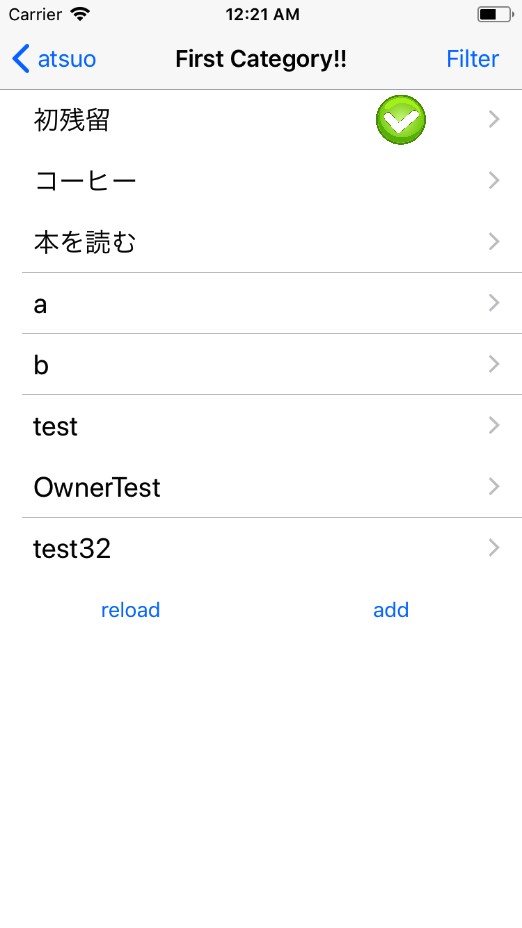 Carrier 12:21 AM
atsuo First Category!! Filter
初残留
コーヒー
本を読む
a
b
test
OwnerTest
test32
reload add